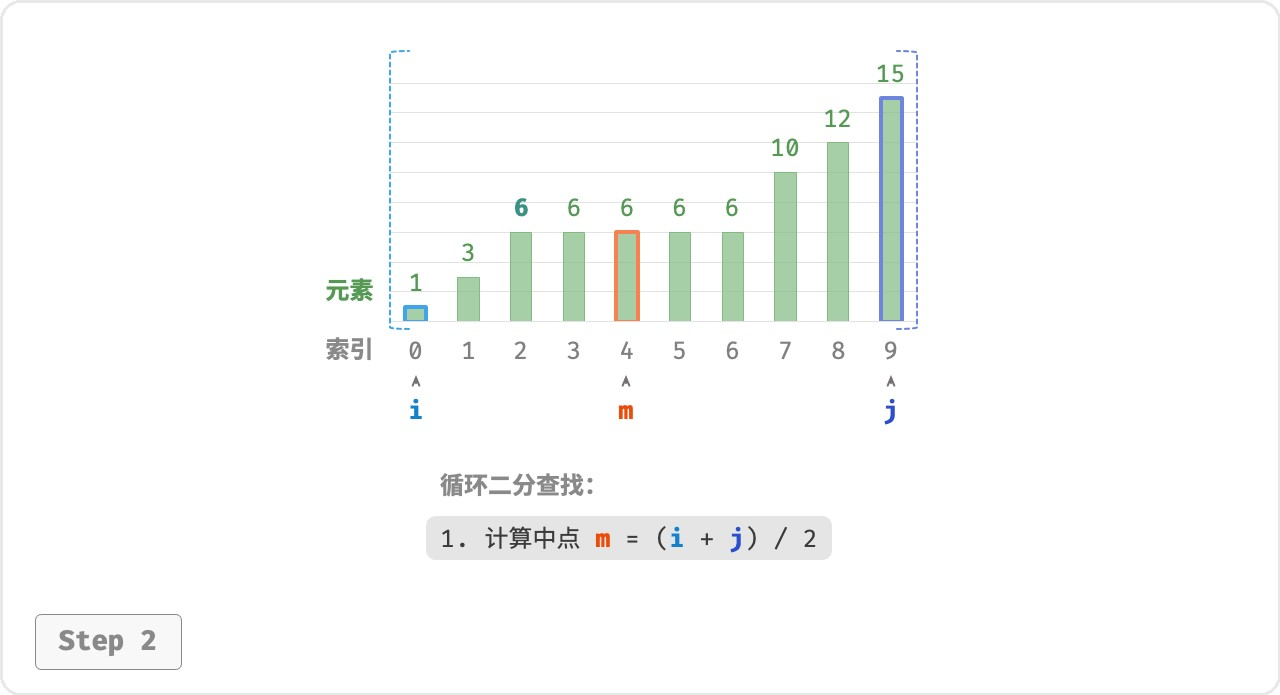 15
12
10
6 6 6 6 6
3
元素 1
索引 0 1 2 3 4 5 6 7 8 9
^ ^ ^
i m j
循环二分查找:
1. 计算中点 m = (i + j) / 2
Step 2